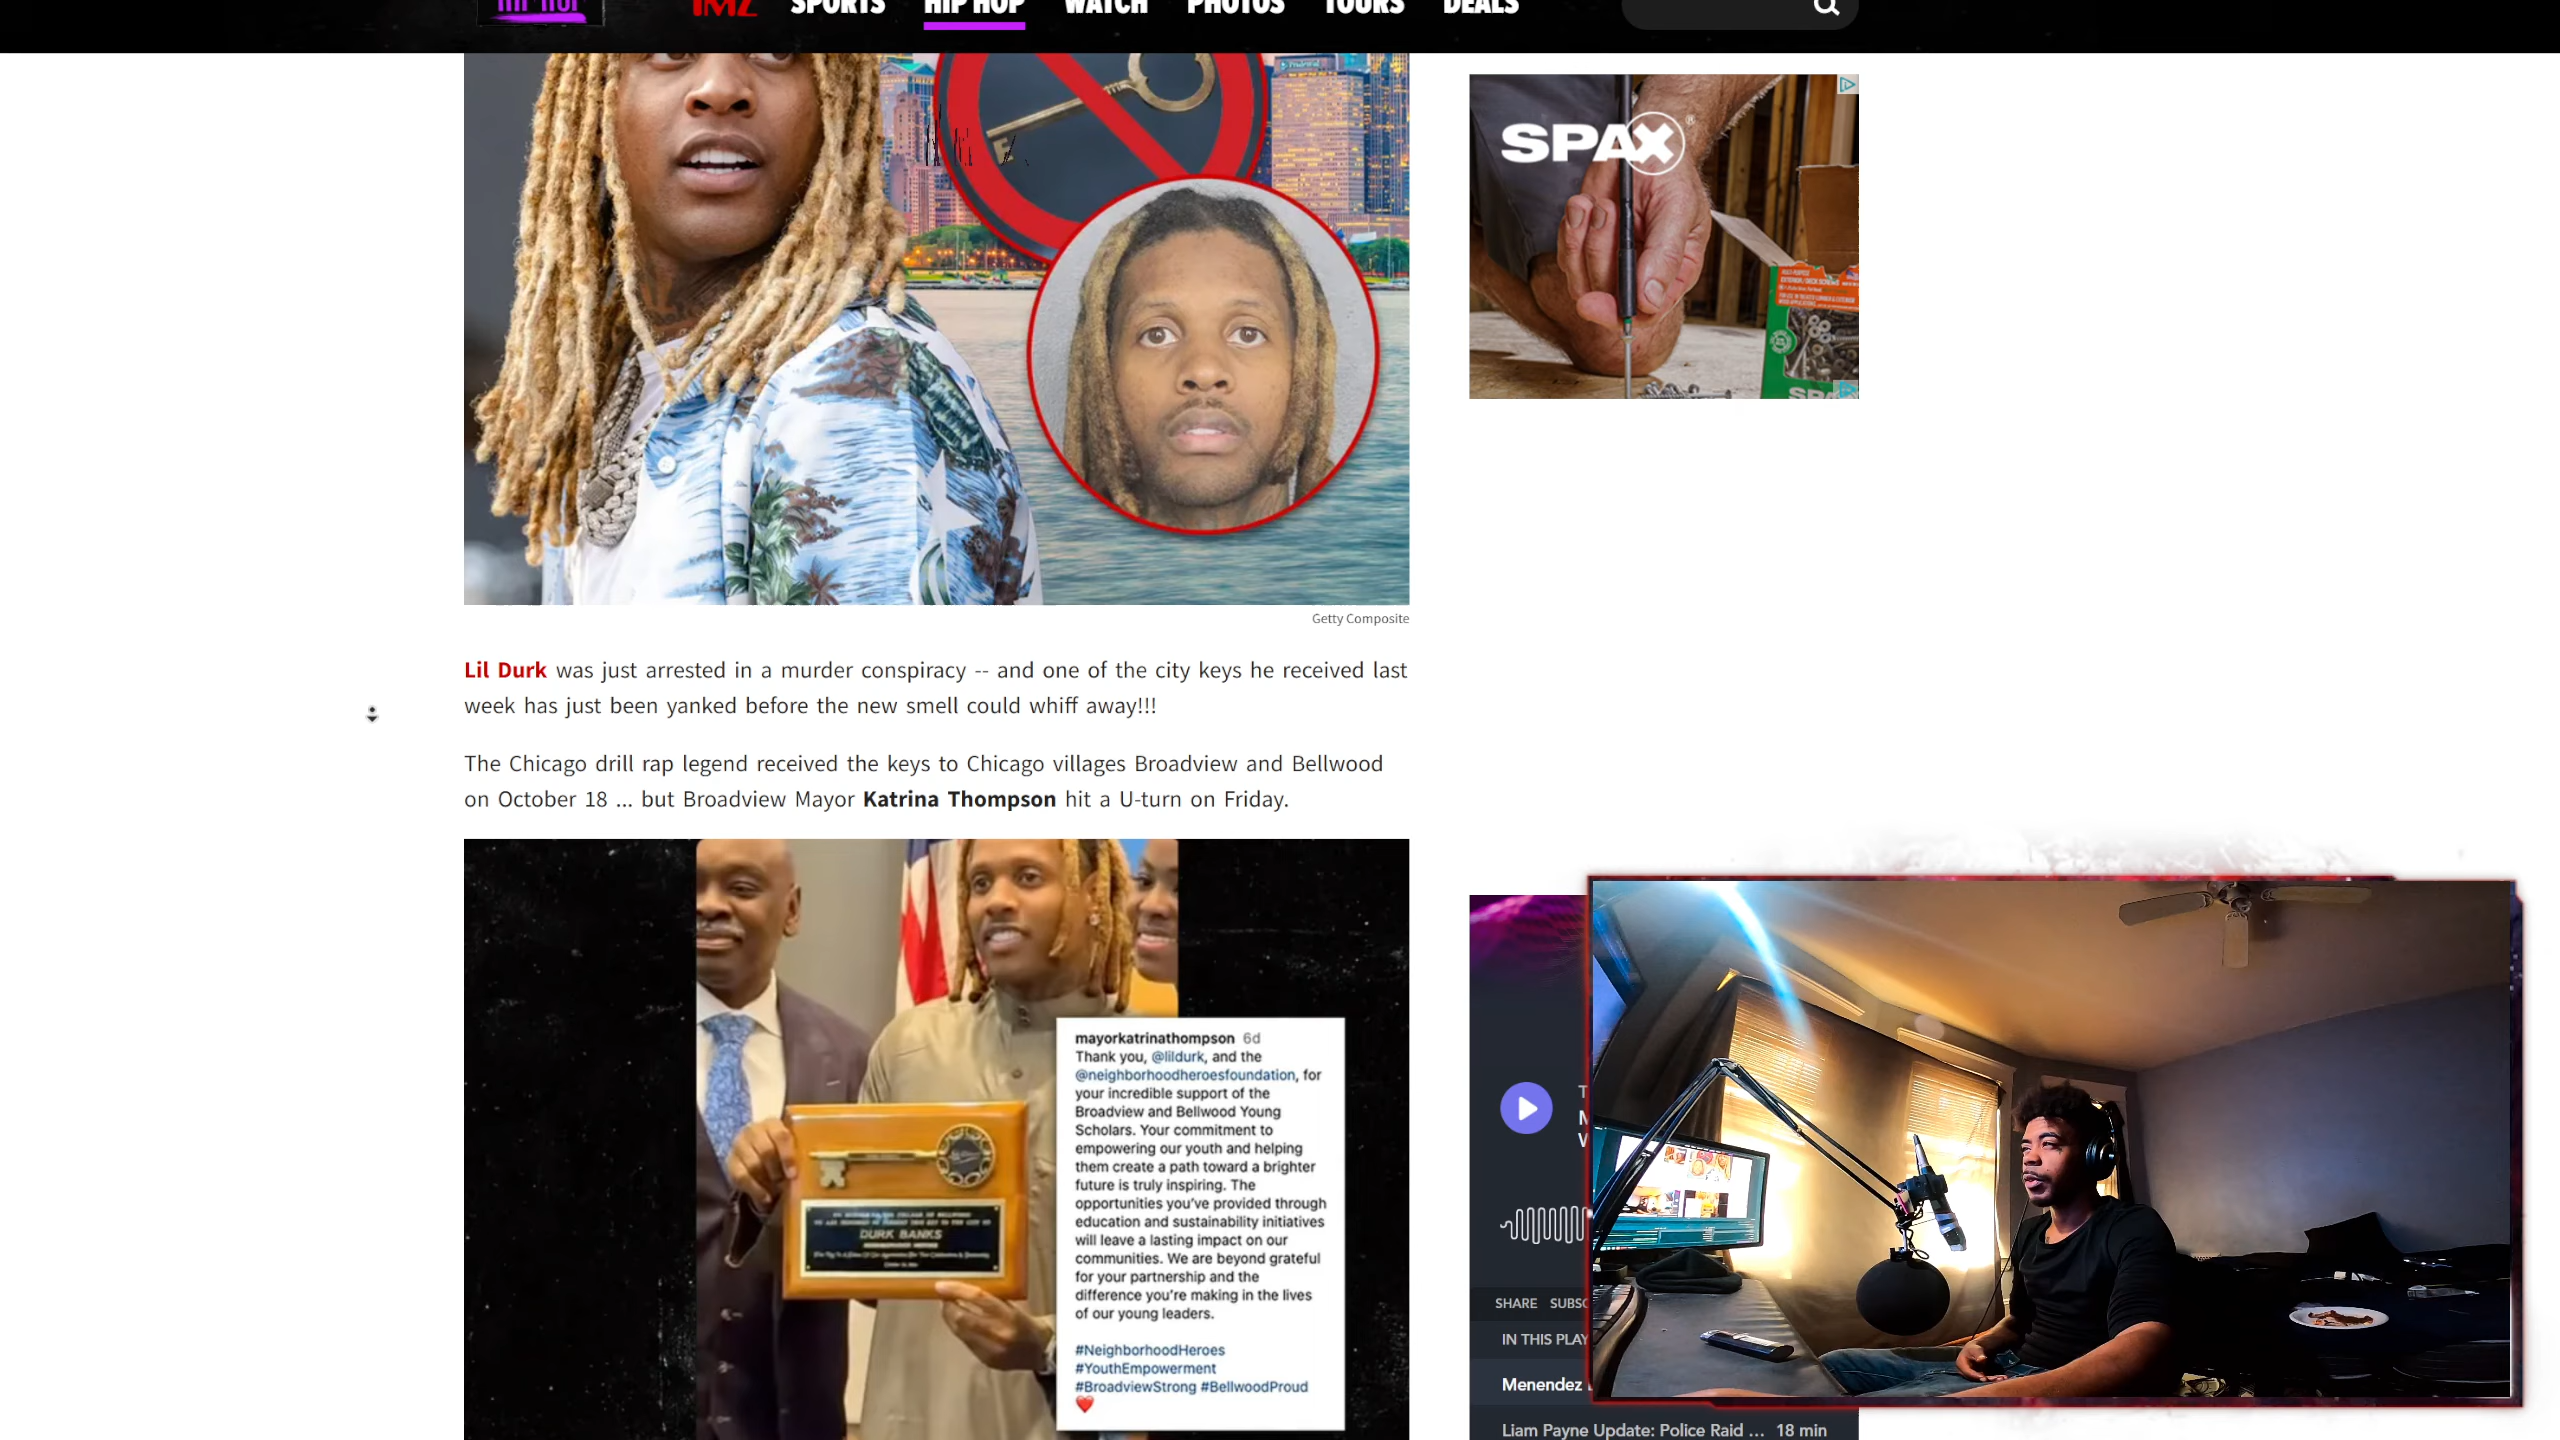 HIP HOP
TMZ SPORTS HIP HOP WATCH PHOTOS TOURS DEALS
SPAX®
Getty Composite
Lil Durk was just arrested in a murder conspiracy -- and one of the city keys he received last
week has just been yanked before the new smell could whiff away!!!
The Chicago drill rap legend received the keys to Chicago villages Broadview and Bellwood
on October 18 ... but Broadview Mayor Katrina Thompson hit a U-turn on Friday.
mayorkatrinathompson 6d
Thank you, @lildurk, and the
@neighborhoodheroesfoundation, for
your incredible support of the
Broadview and Bellwood Young
Scholars. Your commitment to
empowering our youth and helping
them create a path toward a brighter
future is truly inspiring. The
opportunities you've provided through
education and sustainability initiatives
will leave a lasting impact on our
communities. We are beyond grateful
for your partnership and the
difference you're making in the lives
of our young leaders.
#NeighborhoodHeroes
#YouthEmpowerment
#BroadviewStrong #BellwoodProud
DURK BANKS
SHARE SUBSC
IN THIS PLAY
Menendez
Liam Payne Update: Police Raid ... 18 min